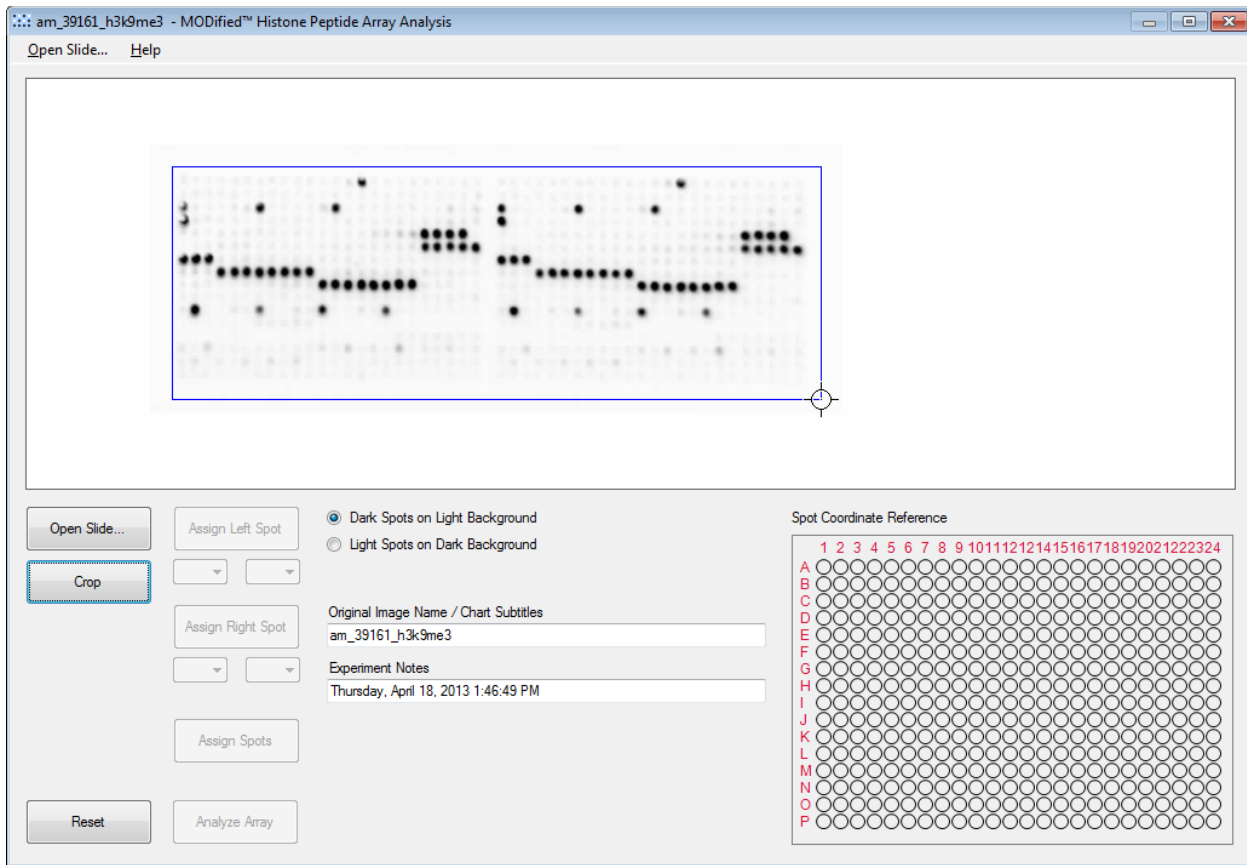 am_39161_h3k9me3 - MODified™ Histone Peptide Array Analysis
Open Slide... Help
Open Slide...
Assign Left Spot
Dark Spots on Light Background
Spot Coordinate Reference
Light Spots on Dark Background
Crop
1 2 3 4 5 6 7 8 9 10 11 12 12 14 15 16 17 18 19 20 21 22 23 24
A
B
C
D
E
F
G
H
I
J
K
L
M
N
O
P
Assign Right Spot
Original Image Name / Chart Subtitles
am_39161_h3k9me3
Experiment Notes
Thursday, April 18, 2013 1:46:49 PM
Assign Spots
Reset
Analyze Array